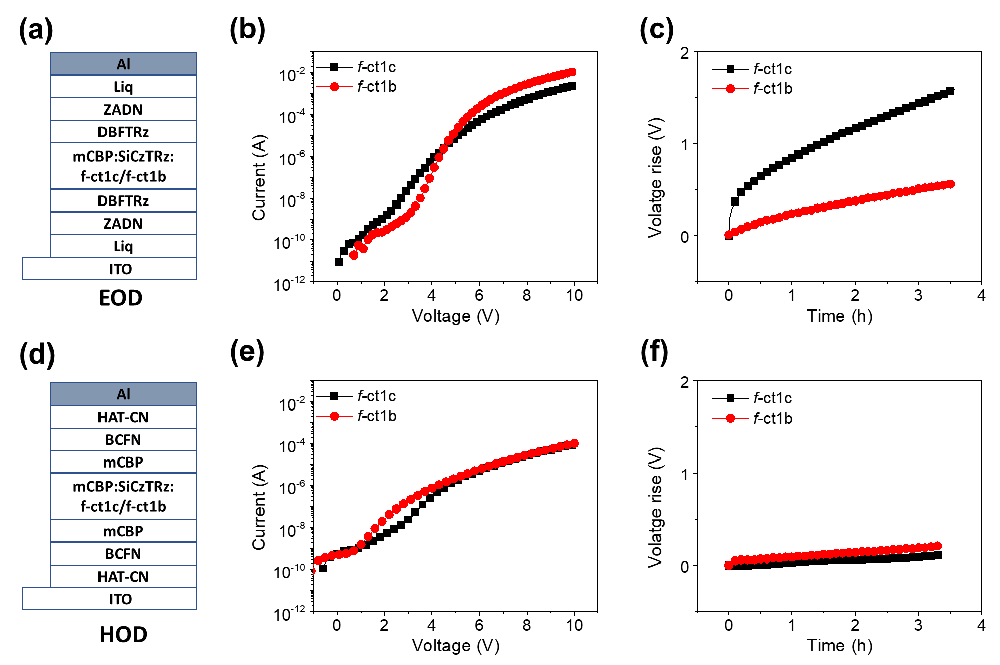 (a)
Al
Liq
ZADN
DBFTRz
mCBP:SiCzTRz:
f-ct1c/f-ct1b
DBFTRz
ZADN
Liq
ITO
EOD
(b)
f-ct1c
f-ct1b
10-2
10-4
10-6
10-8
10-10
10-12
Current (A)
0 2 4 6 8 10
Voltage (V)
(c)
f-ct1c
f-ct1b
2
1
0
Volatge rise (V)
0 1 2 3 4
Time (h)
(d)
Al
HAT-CN
BCFN
mCBP
mCBP:SiCzTRz:
f-ct1c/f-ct1b
mCBP
BCFN
HAT-CN
ITO
HOD
(e)
f-ct1c
f-ct1b
10-2
10-4
10-6
10-8
10-10
10-12
Current (A)
0 2 4 6 8 10
Voltage (V)
(f)
f-ct1c
f-ct1b
2
1
0
Volatge rise (V)
0 1 2 3 4
Time (h)